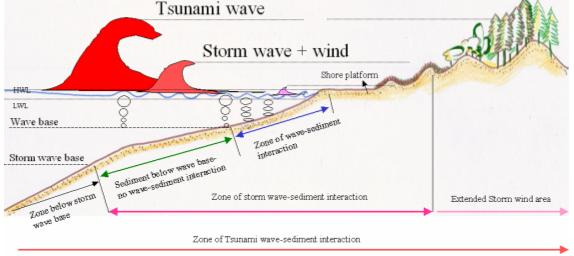 Tsunami wave
Storm wave + wind
Shore platform
HWL
LWL
Wave base
Storm wave base
Zone of wave-sediment
interaction
Sediment below wave base-
no wave-sediment interaction
Zone below storm
wave base
Zone of storm wave-sediment interaction
Extended Storm wind area
Zone of Tsunami wave-sediment interaction